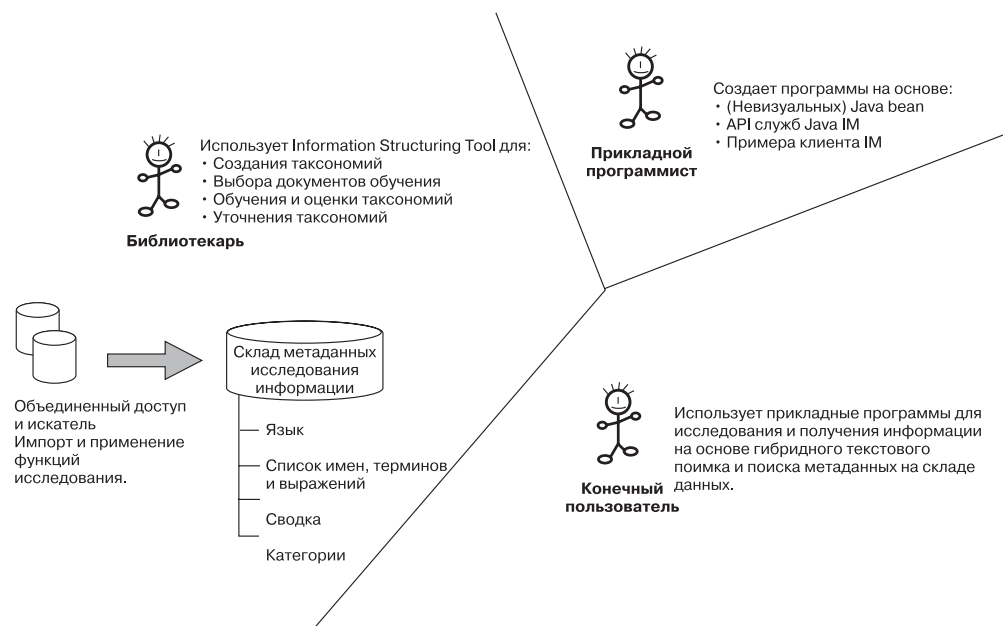 Использует Information Structuring Tool для:
• Создания таксономий
• Выбора документов обучения
• Обучения и оценки таксономий
• Уточнения таксономий
Библиотекарь
Создает программы на основе:
• (Невизуальных) Java bean
• API служб Java IM
• Примера клиента IM
Прикладной
программист
Объединенный доступ
и искатель
Импорт и применение
функций
исследования.
Склад метаданных
исследования
информации
Язык
Список имен, терминов
и выражений
Сводка
Категории
Использует прикладные программы для
исследования и получения информации
на основе гибридного текстового
поимка и поиска метаданных на складе
данных.
Конечный
пользователь